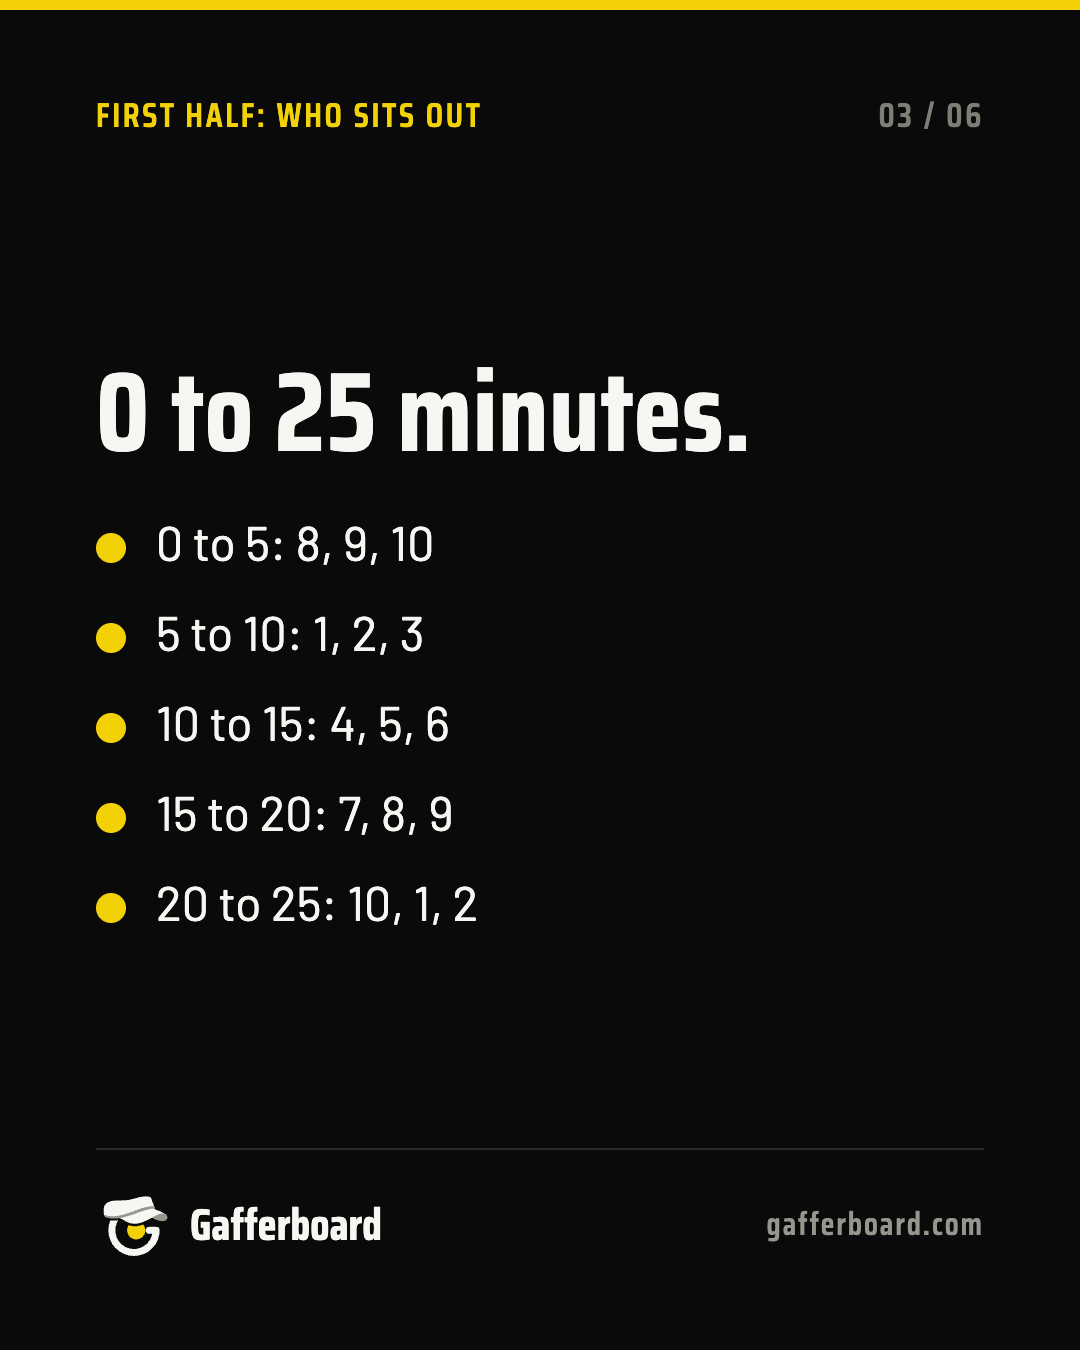 FIRST HALF: WHO SITS OUT
03 / 06
0 to 25 minutes.
0 to 5: 8, 9, 10
5 to 10: 1, 2, 3
10 to 15: 4, 5, 6
15 to 20: 7, 8, 9
20 to 25: 10, 1, 2
Gafferboard
gafferboard.com